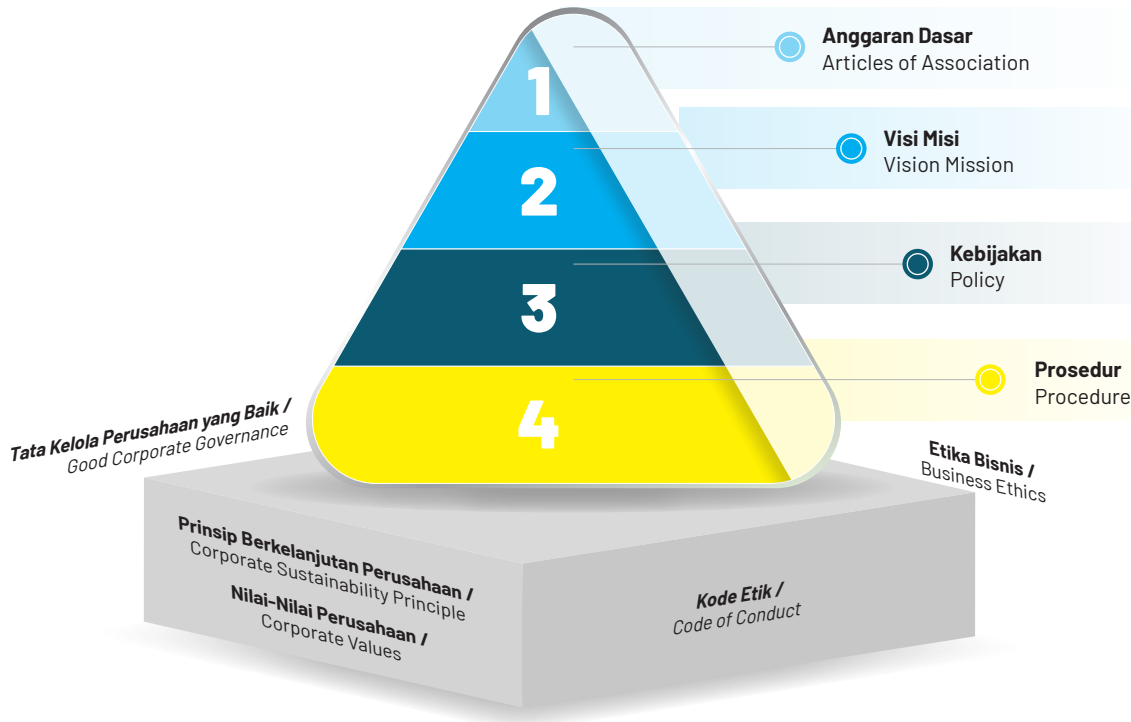 1
Anggaran Dasar
Articles of Association
2
Visi Misi
Vision Mission
3
Kebijakan
Policy
4
Prosedur
Procedure
Tata Kelola Perusahaan yang Baik /
Good Corporate Governance
Etika Bisnis /
Business Ethics
Prinsip Berkelanjutan Perusahaan /
Corporate Sustainability Principle
Nilai-Nilai Perusahaan /
Corporate Values
Kode Etik /
Code of Conduct